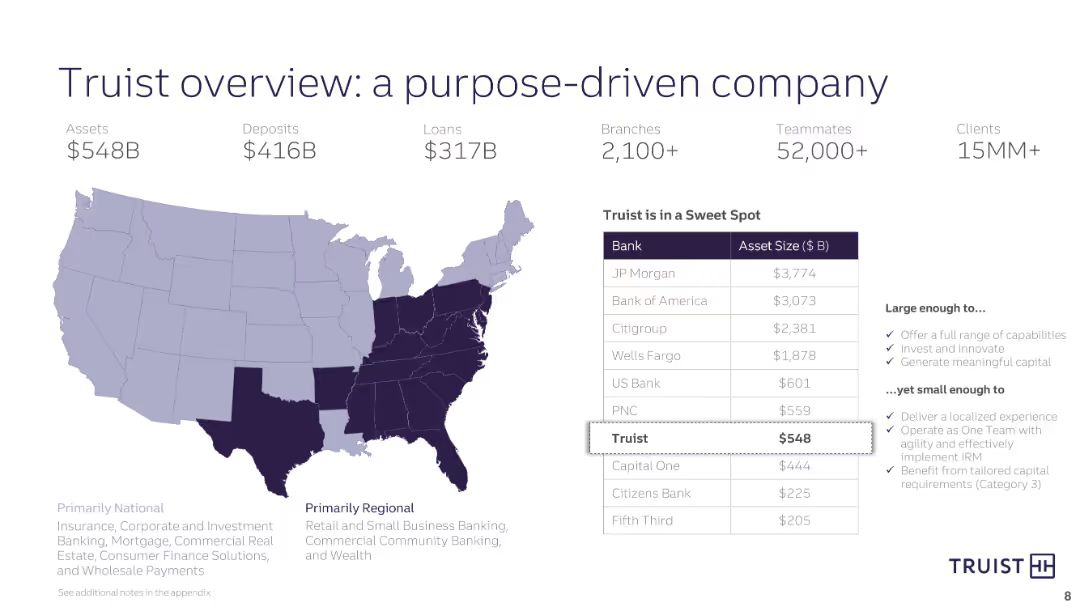 Truist overview: a purpose-driven company
Assets
$548B
Deposits
$416B
Loans
$317B
Branches
2,100+
Teammates
52,000+
Clients
15MM+
Truist is in a Sweet Spot
Bank Asset Size ($ B)
JP Morgan $3,774
Bank of America $3,073
Citigroup $2,381
Wells Fargo $1,878
US Bank $601
PNC $559
Truist $548
Capital One $444
Citizens Bank $225
Fifth Third $205
Large enough to...
✓ Offer a full range of capabilities
✓ Invest and innovate
✓ Generate meaningful capital
...yet small enough to
✓ Deliver a localized experience
✓ Operate as One Team with
agility and effectively
implement IRM
✓ Benefit from tailored capital
requirements (Category 3)
Primarily National
Insurance, Corporate and Investment
Banking, Mortgage, Commercial Real
Estate, Consumer Finance Solutions,
and Wholesale Payments
Primarily Regional
Retail and Small Business Banking,
Commercial Community Banking,
and Wealth
See additional notes in the appendix
TRUIST
8